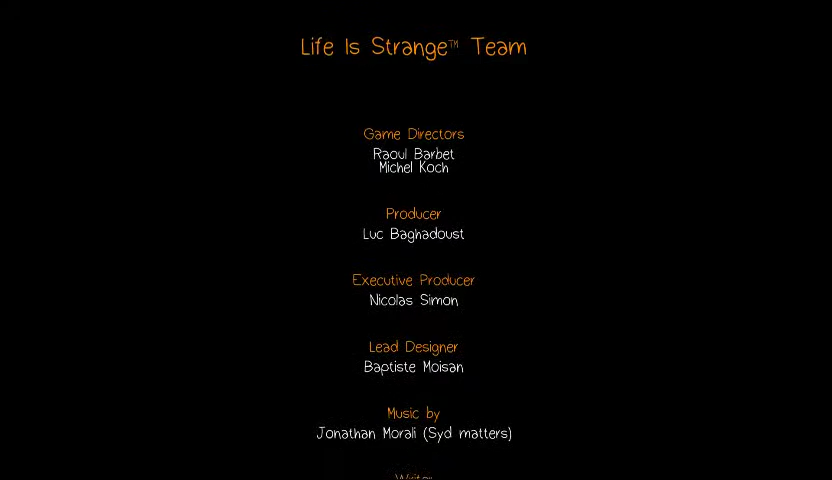 Life Is Strange™ Team
Game Directors
Raoul Barbet
Michel Koch
Producer
Luc Baghadoust
Executive Producer
Nicolas Simon
Lead Designer
Baptiste Moisan
Music by
Jonathan Morali (Syd matters)
Writer